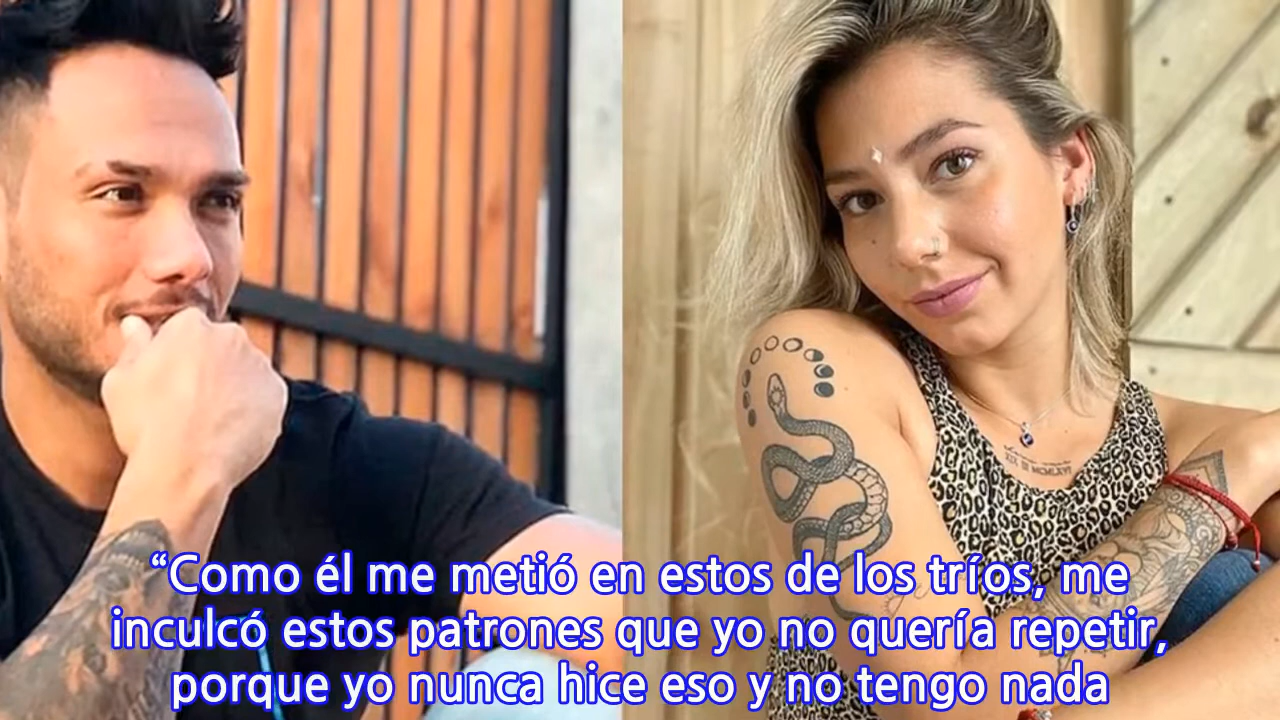 “Como él me metió en estos de los tríos, me
inculcó estos patrones que yo no quería repetir,
porque yo nunca hice eso y no tengo nada